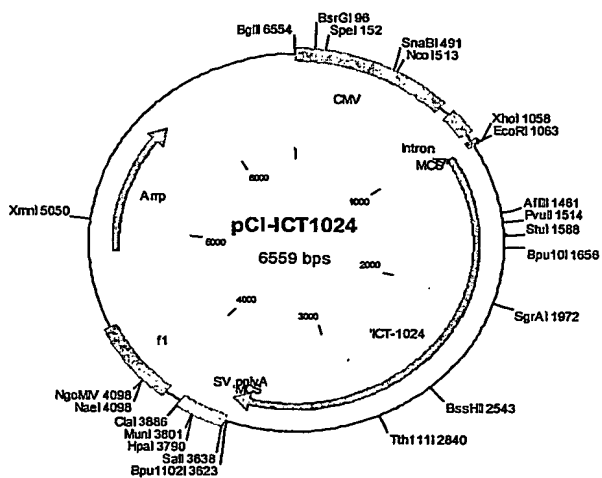 BglII 6554
BsrGI 96
SpeI 152
SnaBI 491
NcoI 513
CMV
XhoI 1058
EcoRI 1063
Intron
MCS
Amp
6000
1000
XmnI 5050
pCI-ICT1024
6559 bps
5000
2000
4000
3000
AflII 1461
PvuII 1514
StuI 1588
Bpu10I 1656
SgrAI 1972
'ICT-1024
f1
SV polyA
MCS
NgoMIV 4098
NaeI 4098
ClaI 3886
MunI 3801
HpaI 3790
SalI 3638
Bpu1102I 3623
BssHII 2543
Tth111I 2840